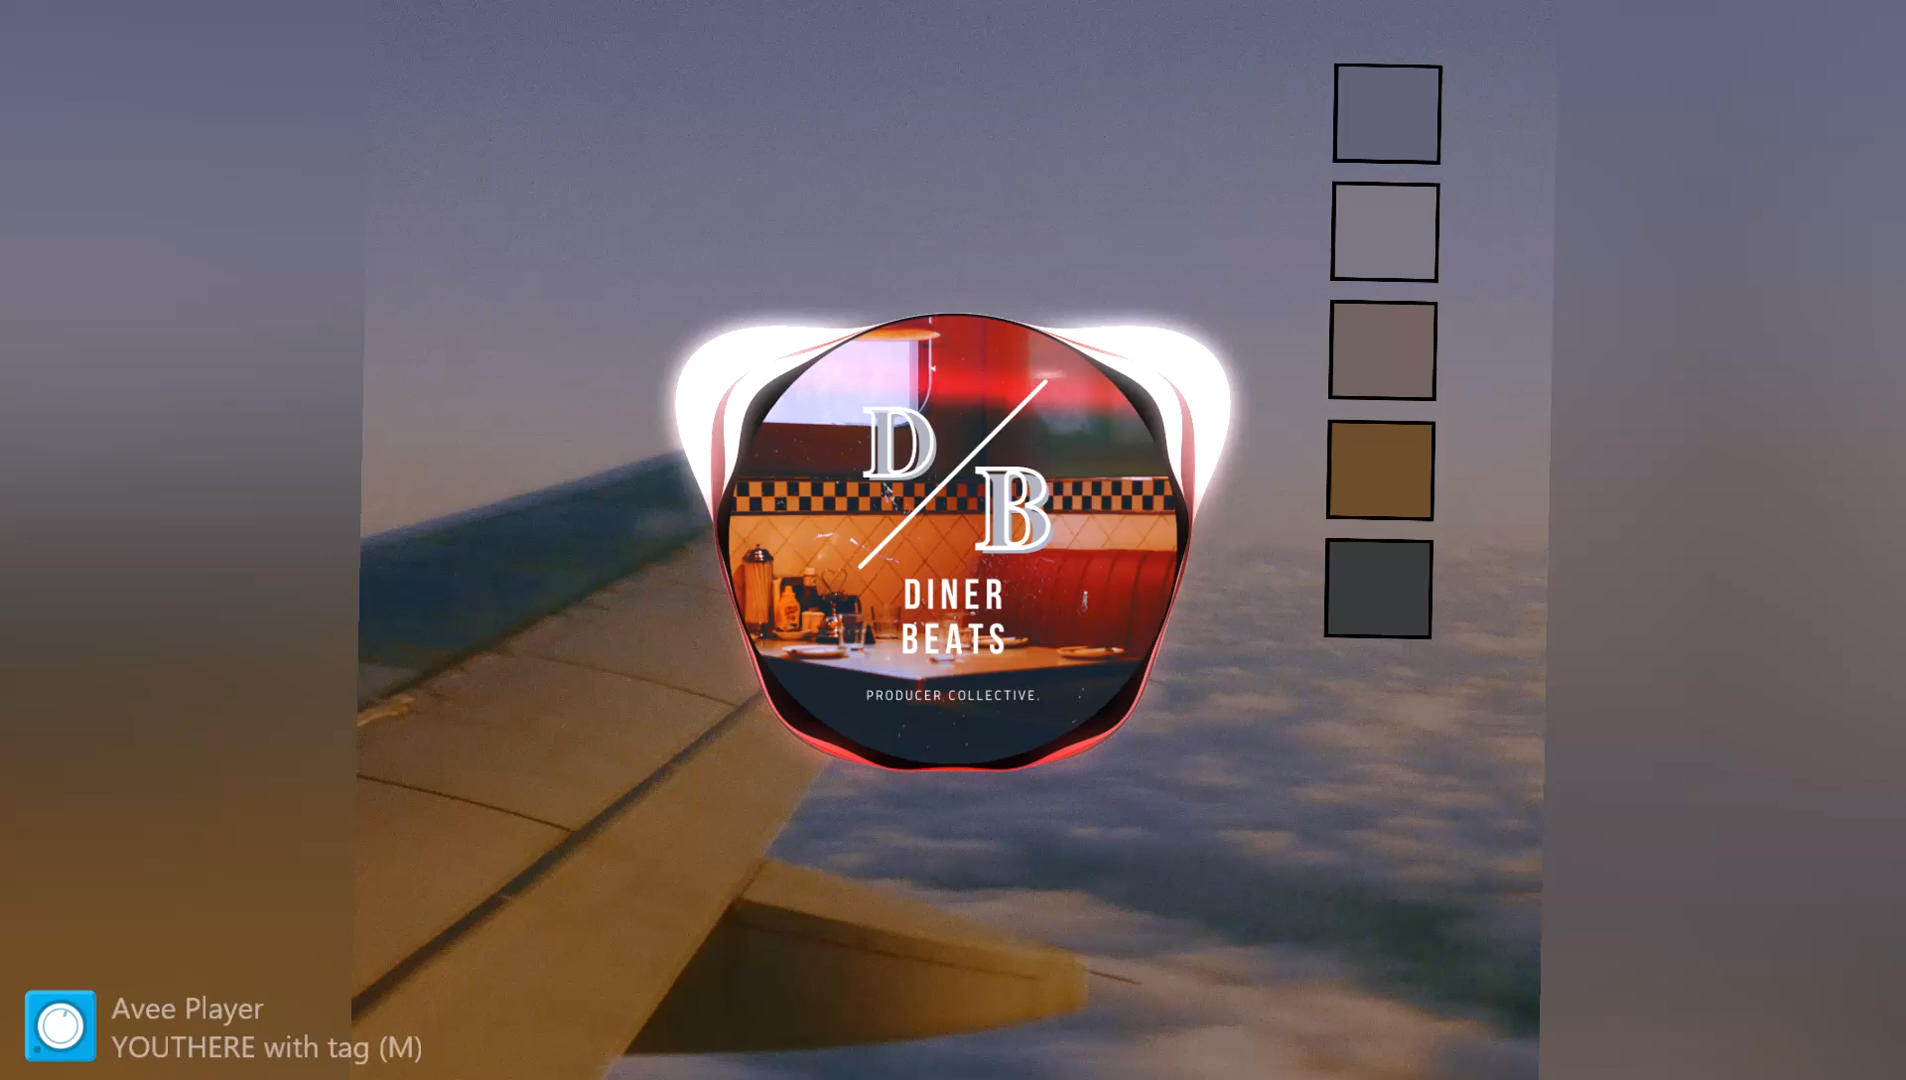 D
B
DINER
BEATS
PRODUCER COLLECTIVE.
Avee Player
YOUTHERE with tag (M)